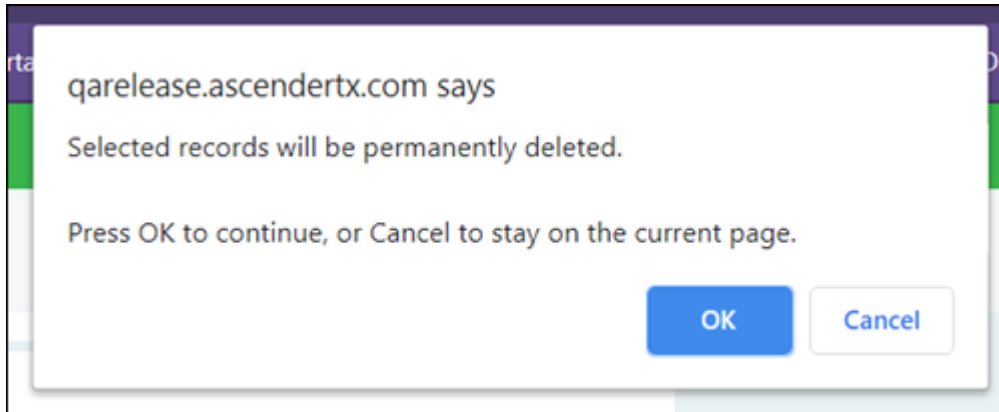 qarelease.ascendertx.com says
Selected records will be permanently deleted.
Press OK to continue, or Cancel to stay on the current page.
OK Cancel